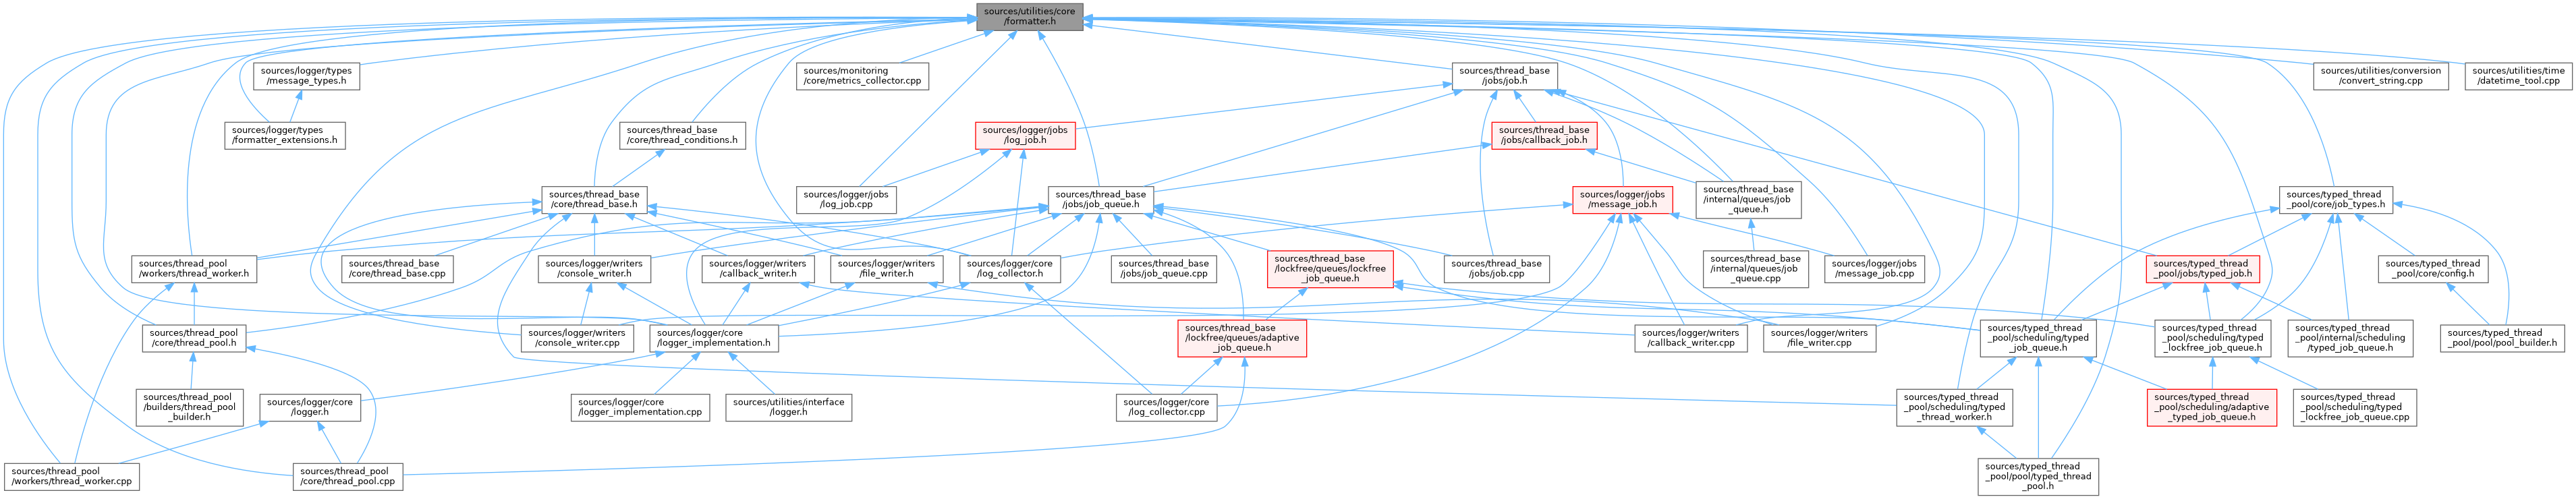 sources/utilities/core
/formatter.h
sources/logger/types
/message_types.h
sources/monitoring
/core/metrics_collector.cpp
sources/thread_base
/jobs/job.h
sources/utilities/conversion
/convert_string.cpp
sources/utilities/time
/datetime_tool.cpp
sources/logger/types
/formatter_extensions.h
sources/thread_base
/core/thread_conditions.h
sources/logger/jobs
/log_job.h
sources/thread_base
/jobs/callback_job.h
sources/thread_base
/core/thread_base.h
sources/logger/jobs
/log_job.cpp
sources/thread_base
/jobs/job_queue.h
sources/logger/jobs
/message_job.h
sources/thread_base
/internal/queues/job
_queue.h
sources/typed_thread
_pool/core/job_types.h
sources/thread_pool
/workers/thread_worker.h
sources/thread_base
/core/thread_base.cpp
sources/logger/writers
/console_writer.h
sources/logger/writers
/callback_writer.h
sources/logger/writers
/file_writer.h
sources/logger/core
/log_collector.h
sources/thread_base
/jobs/job_queue.cpp
sources/thread_base
/lockfree/queues/lockfree
_job_queue.h
sources/thread_base
/jobs/job.cpp
sources/thread_base
/internal/queues/job
_queue.cpp
sources/logger/jobs
/message_job.cpp
sources/typed_thread
_pool/jobs/typed_job.h
sources/typed_thread
_pool/core/config.h
sources/thread_pool
/core/thread_pool.h
sources/logger/writers
/console_writer.cpp
sources/logger/core
/logger_implementation.h
sources/thread_base
/lockfree/queues/adaptive
_job_queue.h
sources/logger/writers
/callback_writer.cpp
sources/logger/writers
/file_writer.cpp
sources/typed_thread
_pool/scheduling/typed
_job_queue.h
sources/typed_thread
_pool/scheduling/typed
_lockfree_job_queue.h
sources/typed_thread
_pool/internal/scheduling
/typed_job_queue.h
sources/typed_thread
_pool/pool/pool_builder.h
sources/thread_pool
/builders/thread_pool
_builder.h
sources/logger/core
/logger.h
sources/logger/core
/logger_implementation.cpp
sources/utilities/interface
/logger.h
sources/logger/core
/log_collector.cpp
sources/typed_thread
_pool/scheduling/typed
_thread_worker.h
sources/typed_thread
_pool/scheduling/adaptive
_typed_job_queue.h
sources/typed_thread
_pool/scheduling/typed
_lockfree_job_queue.cpp
sources/thread_pool
/workers/thread_worker.cpp
sources/thread_pool
/core/thread_pool.cpp
sources/typed_thread
_pool/pool/typed_thread
_pool.h